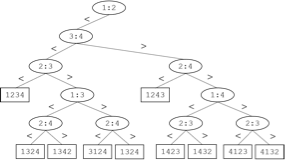 1:2
<
3:4
< >
2:3 2:4
< > < >
1234 1:3 1243 1:4
< > < >
2:4 2:4 2:3 2:3
< > < > < > < >
1324 1342 3124 1324 1423 1432 4123 4132